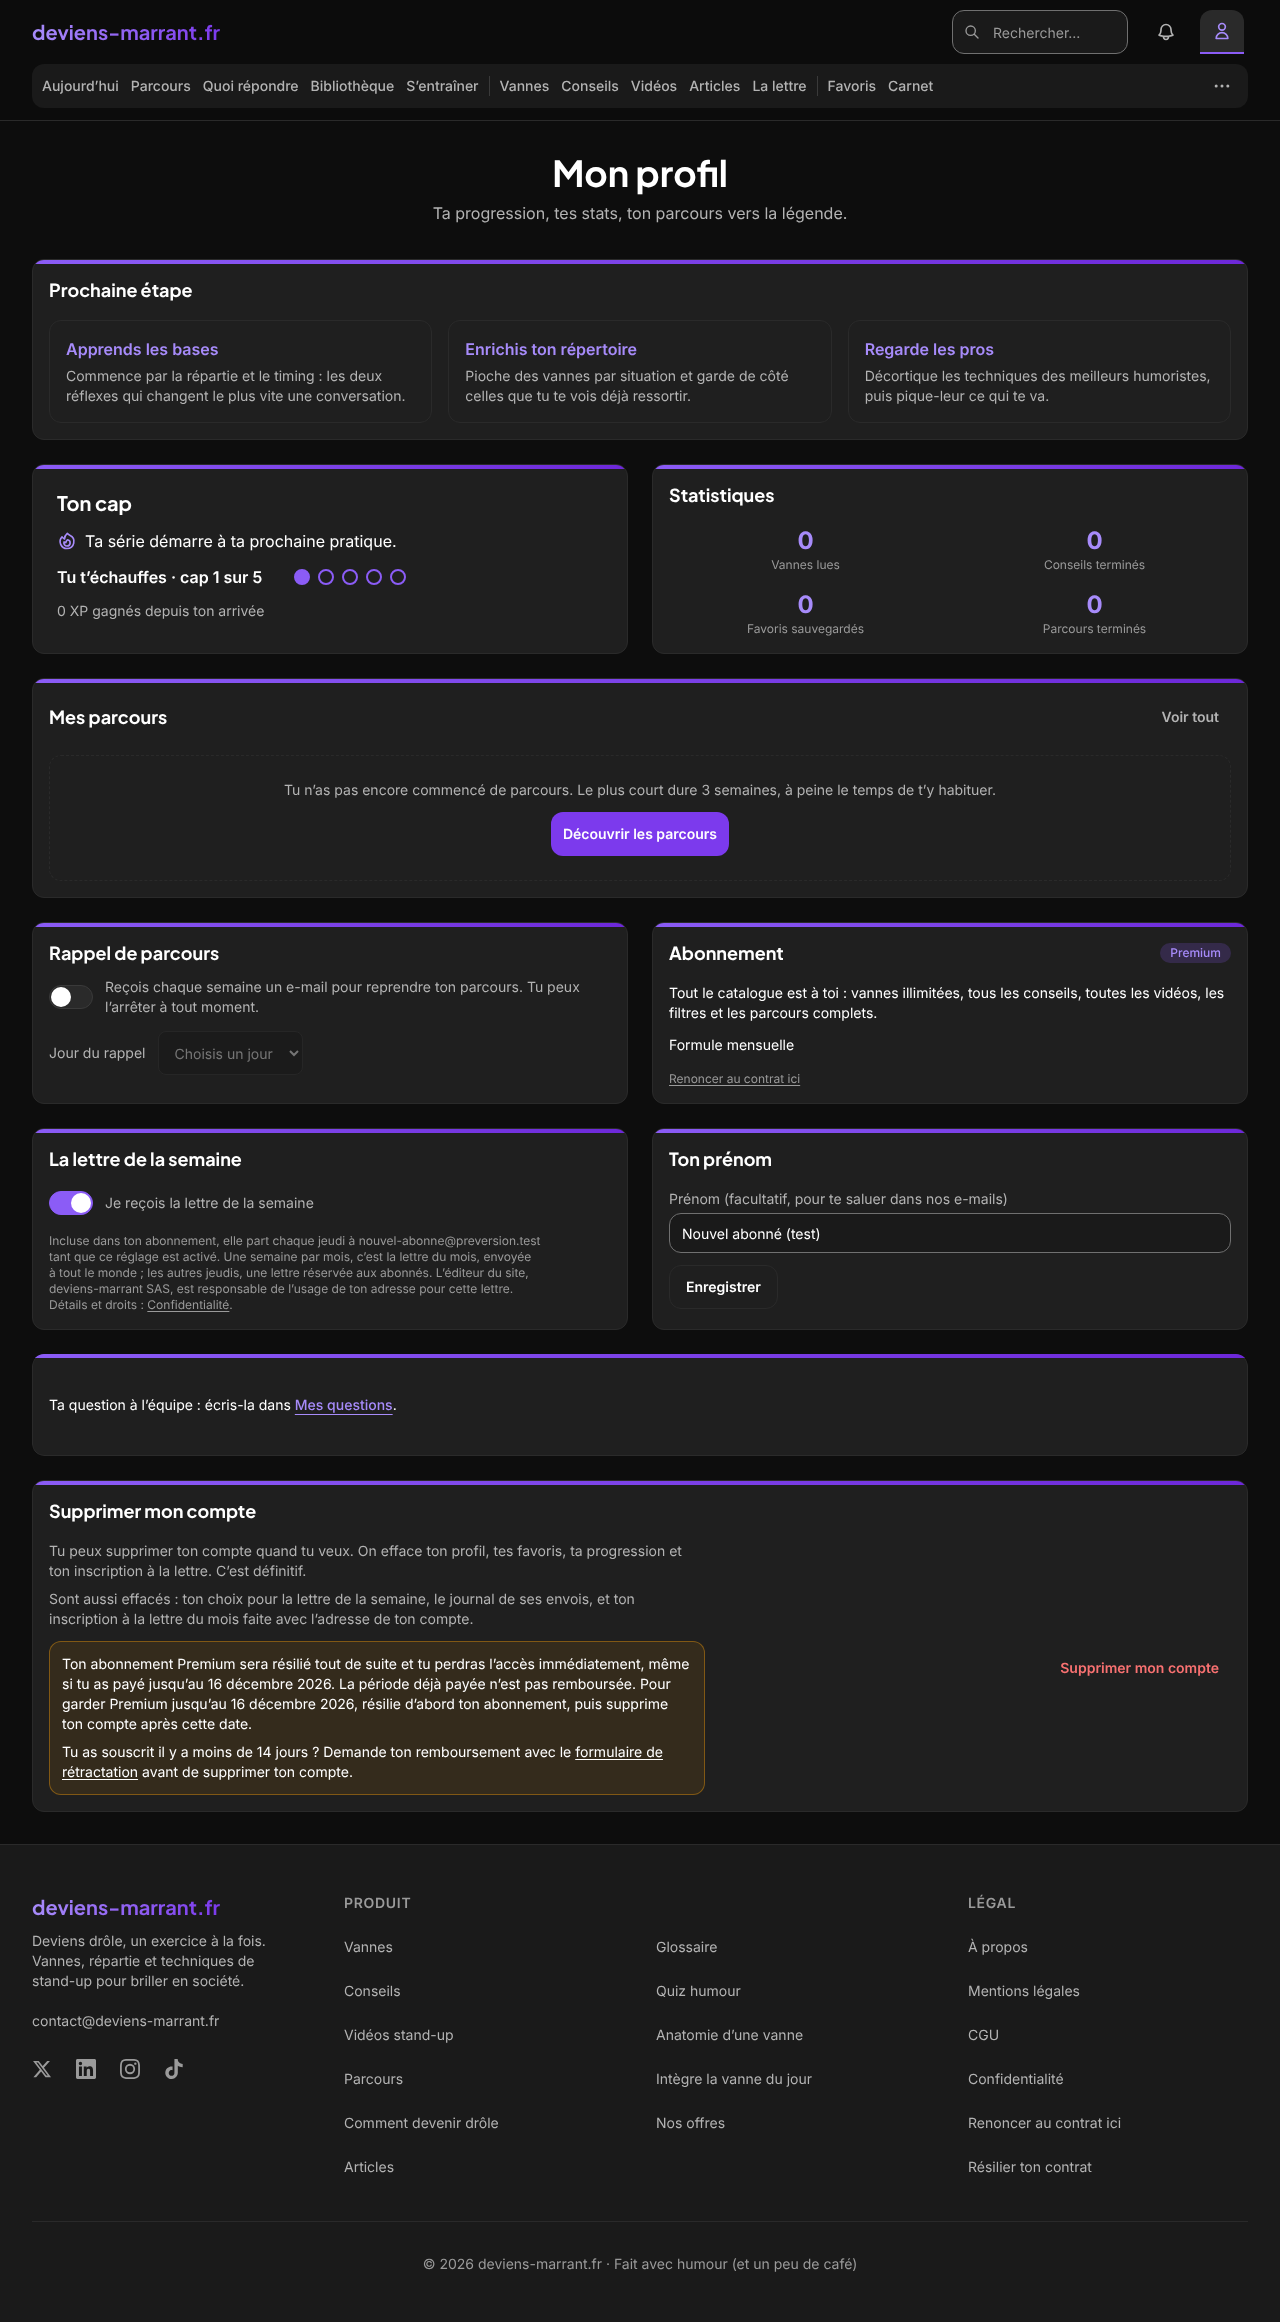 deviens-marrant.fr
Rechercher...
Aujourd’hui Parcours Quoi répondre Bibliothèque S’entraîner Vannes Conseils Vidéos Articles La lettre Favoris Carnet
Mon profil
Ta progression, tes stats, ton parcours vers la légende.
Prochaine étape
Apprends les bases
Commence par la répartie et le timing : les deux
réflexes qui changent le plus vite une conversation.
Enrichis ton répertoire
Pioche des vannes par situation et garde de côté
celles que tu te vois déjà ressortir.
Regarde les pros
Décortique les techniques des meilleurs humoristes,
puis pique-leur ce qui te va.
Ton cap
Ta série démarre à ta prochaine pratique.
Tu t’échauffes · cap 1 sur 5
0 XP gagnés depuis ton arrivée
Statistiques
0
Vannes lues
0
Conseils terminés
0
Favoris sauvegardés
0
Parcours terminés
Mes parcours
Voir tout
Tu n’as pas encore commencé de parcours. Le plus court dure 3 semaines, à peine le temps de t’y habituer.
Découvrir les parcours
Rappel de parcours
Reçois chaque semaine un e-mail pour reprendre ton parcours. Tu peux
l’arrêter à tout moment.
Jour du rappel
Choisis un jour
Abonnement
Premium
Tout le catalogue est à toi : vannes illimitées, tous les conseils, toutes les vidéos, les
filtres et les parcours complets.
Formule mensuelle
Renoncer au contrat ici
La lettre de la semaine
Je reçois la lettre de la semaine
Incluse dans ton abonnement, elle part chaque jeudi à nouvel-abonne@preversion.test
tant que ce réglage est activé. Une semaine par mois, c’est la lettre du mois, envoyée
à tout le monde ; les autres jeudis, une lettre réservée aux abonnés. L’éditeur du site,
deviens-marrant SAS, est responsable de l’usage de ton adresse pour cette lettre.
Détails et droits : Confidentialité.
Ton prénom
Prénom (facultatif, pour te saluer dans nos e-mails)
Nouvel abonné (test)
Enregistrer
Ta question à l’équipe : écris-la dans Mes questions.
Supprimer mon compte
Tu peux supprimer ton compte quand tu veux. On efface ton profil, tes favoris, ta progression et
ton inscription à la lettre. C’est définitif.
Sont aussi effacés : ton choix pour la lettre de la semaine, le journal de ses envois, et ton
inscription à la lettre du mois faite avec l’adresse de ton compte.
Ton abonnement Premium sera résilié tout de suite et tu perdras l’accès immédiatement, même
si tu as payé jusqu’au 16 décembre 2026. La période déjà payée n’est pas remboursée. Pour
garder Premium jusqu’au 16 décembre 2026, résilie d’abord ton abonnement, puis supprime
ton compte après cette date.
Tu as souscrit il y a moins de 14 jours ? Demande ton remboursement avec le formulaire de
rétractation avant de supprimer ton compte.
Supprimer mon compte
deviens-marrant.fr
Deviens drôle, un exercice à la fois.
Vannes, répartie et techniques de
stand-up pour briller en société.
contact@deviens-marrant.fr
PRODUIT
Vannes
Conseils
Vidéos stand-up
Parcours
Comment devenir drôle
Articles
Glossaire
Quiz humour
Anatomie d’une vanne
Intègre la vanne du jour
Nos offres
LÉGAL
À propos
Mentions légales
CGU
Confidentialité
Renoncer au contrat ici
Résilier ton contrat
© 2026 deviens-marrant.fr · Fait avec humour (et un peu de café)